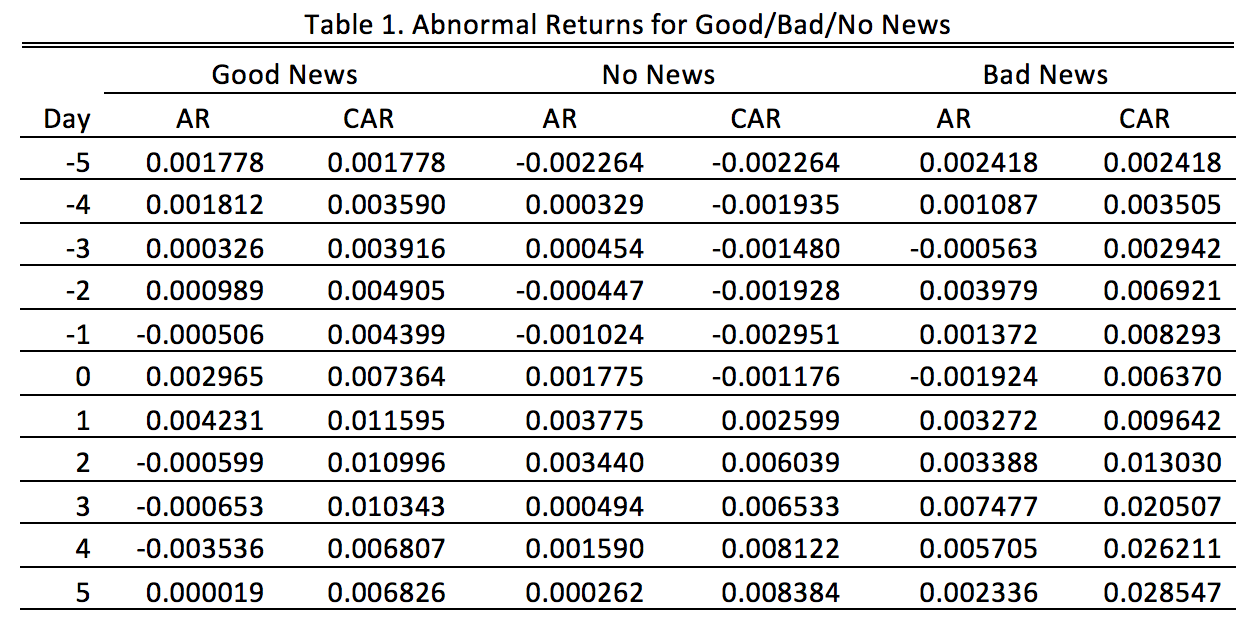 Table 1. Abnormal Returns for Good/Bad/No News
Good News No News Bad News
Day AR CAR AR CAR AR CAR
-5 0.001778 0.001778 -0.002264 -0.002264 0.002418 0.002418
-4 0.001812 0.003590 0.000329 -0.001935 0.001087 0.003505
-3 0.000326 0.003916 0.000454 -0.001480 -0.000563 0.002942
-2 0.000989 0.004905 -0.000447 -0.001928 0.003979 0.006921
-1 -0.000506 0.004399 -0.001024 -0.002951 0.001372 0.008293
0 0.002965 0.007364 0.001775 -0.001176 -0.001924 0.006370
1 0.004231 0.011595 0.003775 0.002599 0.003272 0.009642
2 -0.000599 0.010996 0.003440 0.006039 0.003388 0.013030
3 -0.000653 0.010343 0.000494 0.006533 0.007477 0.020507
4 -0.003536 0.006807 0.001590 0.008122 0.005705 0.026211
5 0.000019 0.006826 0.000262 0.008384 0.002336 0.028547